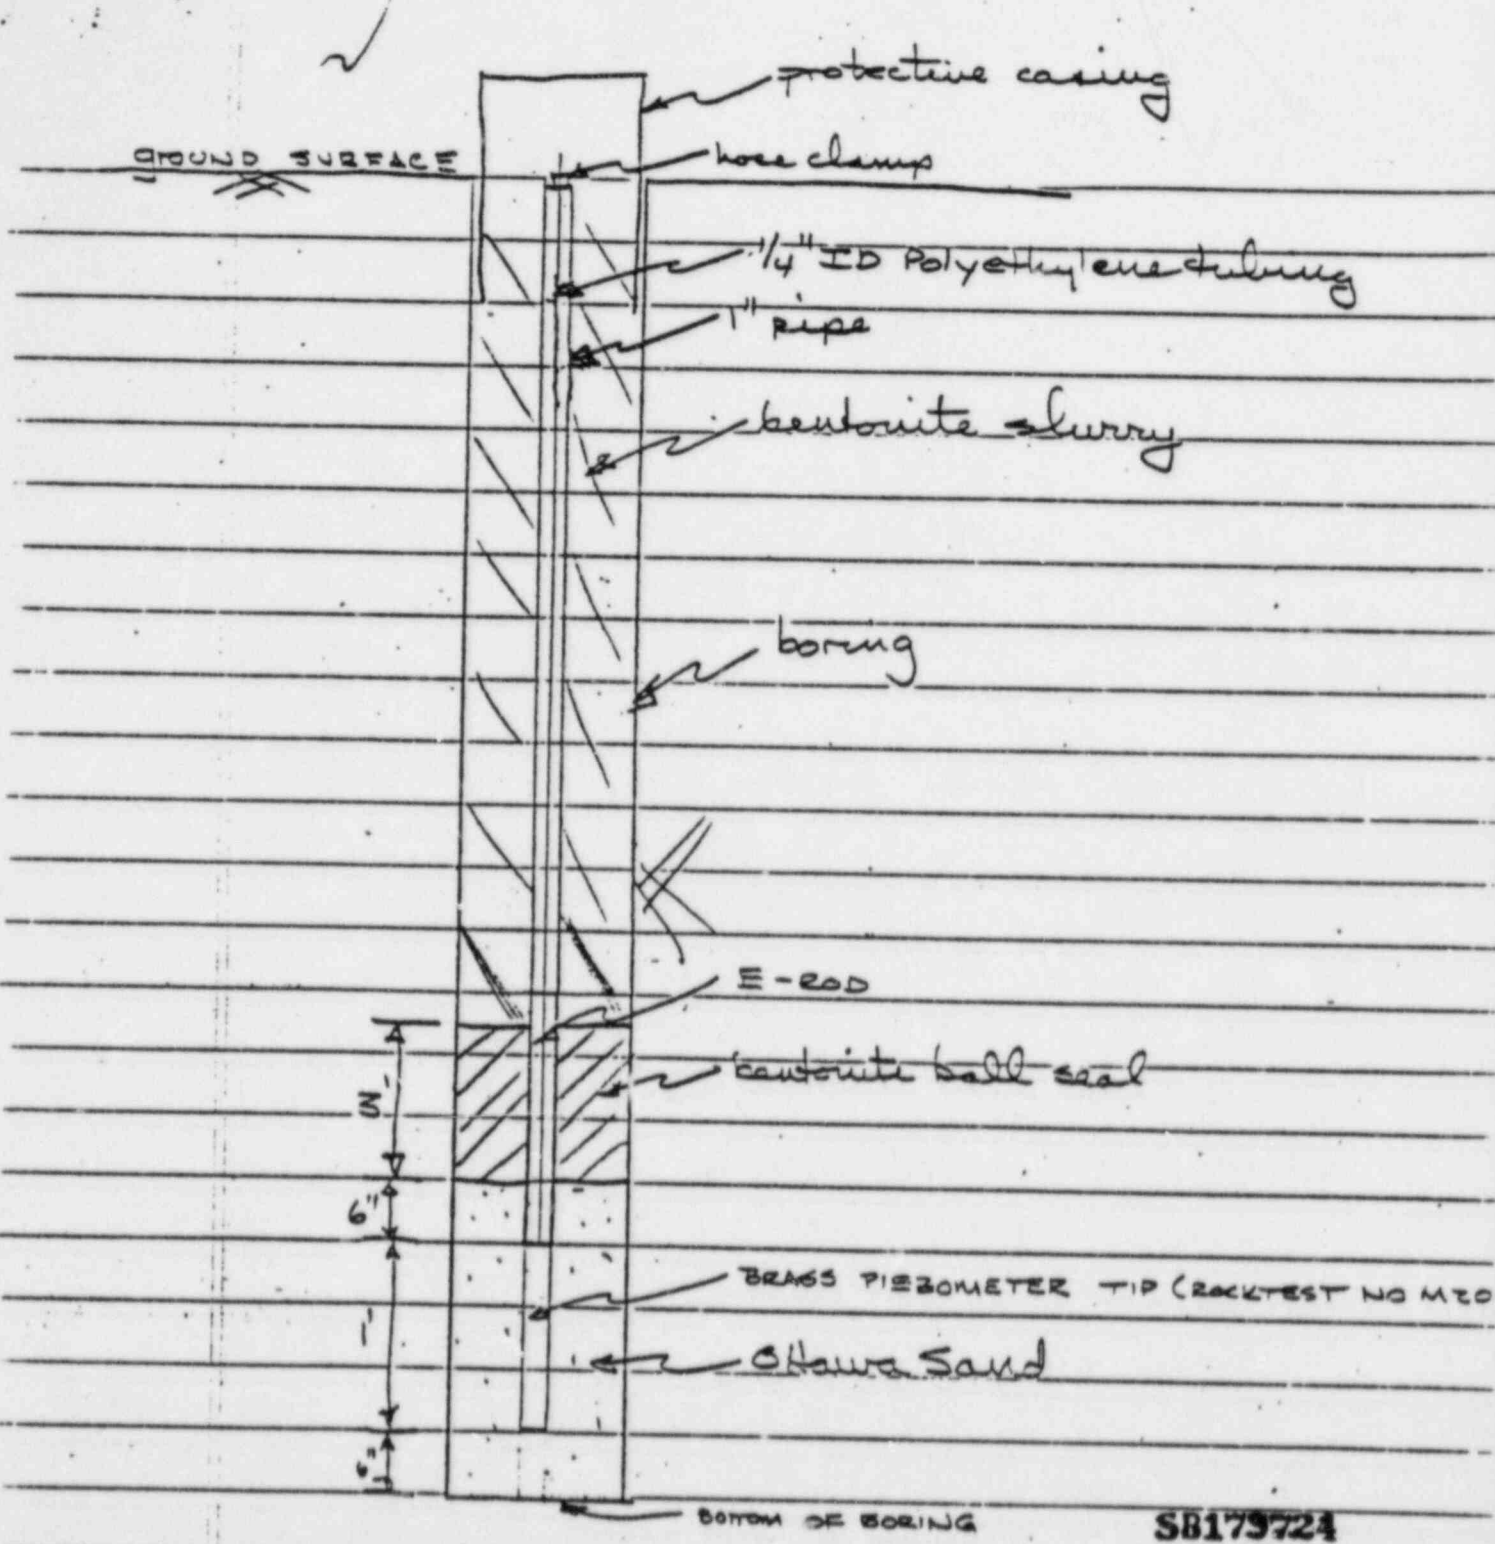 protective casing
GROUND SURFACE
hose clamp
1/4" ID Polyethylene tubing
1" pipe
bentonite slurry
boring
E-ROD
bentonite ball seal
6"
BRASS PIEZOMETER TIP (ROCKTEST NO M20
1'
Ottawa Sand
6"
BOTTOM OF BORING
SB179724